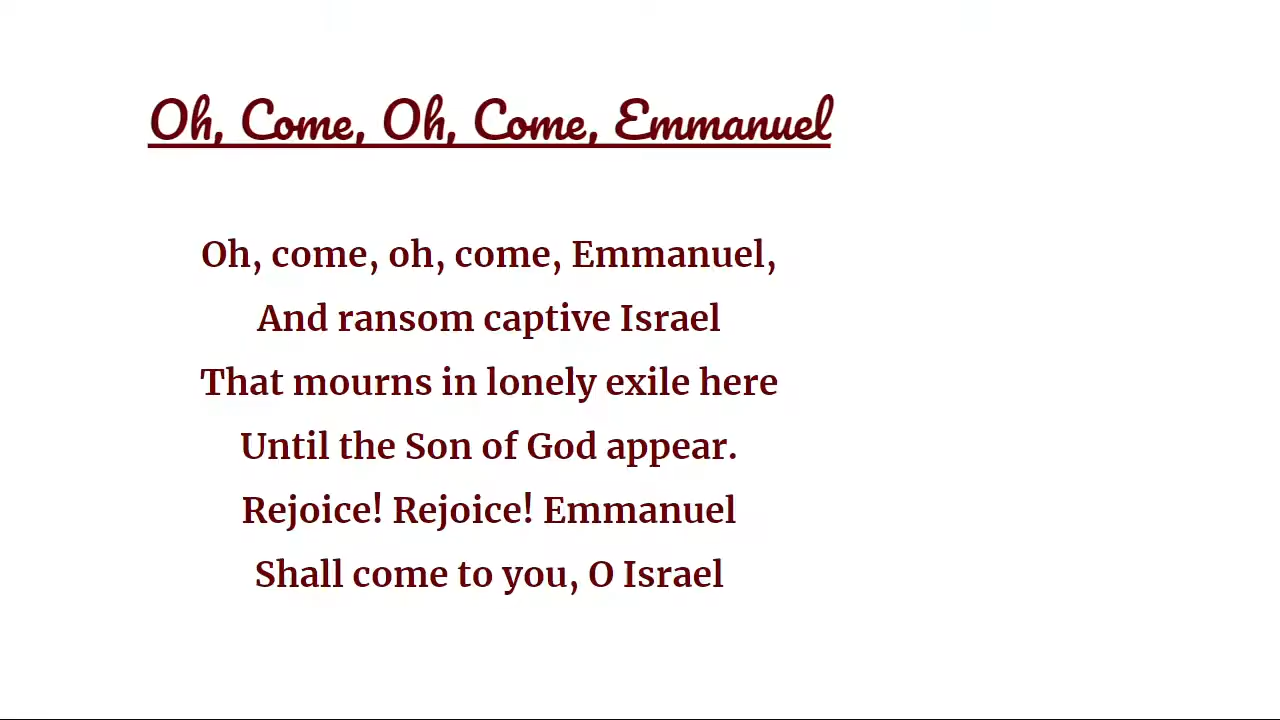 Oh, Come, Oh, Come, Emmanuel
Oh, come, oh, come, Emmanuel,
And ransom captive Israel
That mourns in lonely exile here
Until the Son of God appear.
Rejoice! Rejoice! Emmanuel
Shall come to you, O Israel